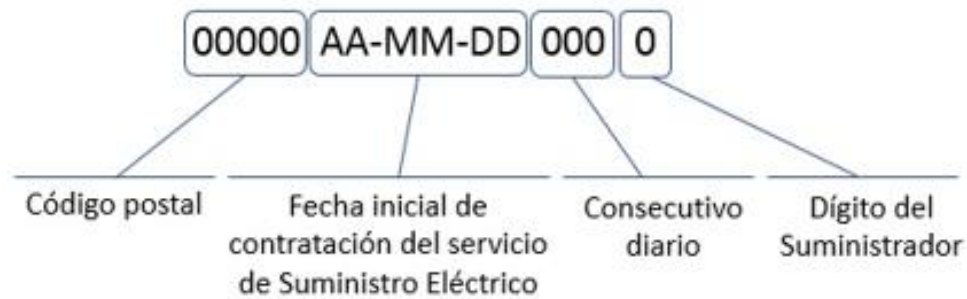 00000 AA-MM-DD 000 0
Código postal
Fecha inicial de
contratación del servicio
de Suministro Eléctrico
Consecutivo
diario
Dígito del
Suministrador